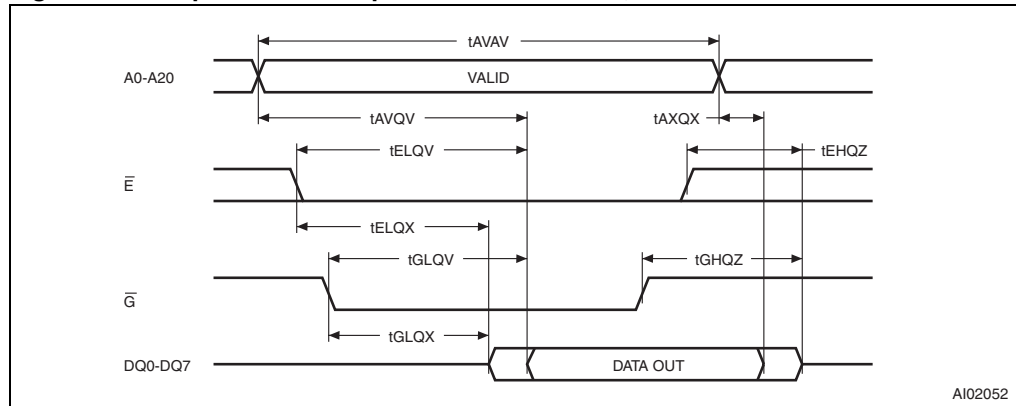 tAVAV
A0-A20 VALID
tAVQV tAXQX
tELQV tEHQZ
E̅
tELQX
tGLQV tGHQZ
G̅
tGLQX
DQ0-DQ7 DATA OUT
AI02052